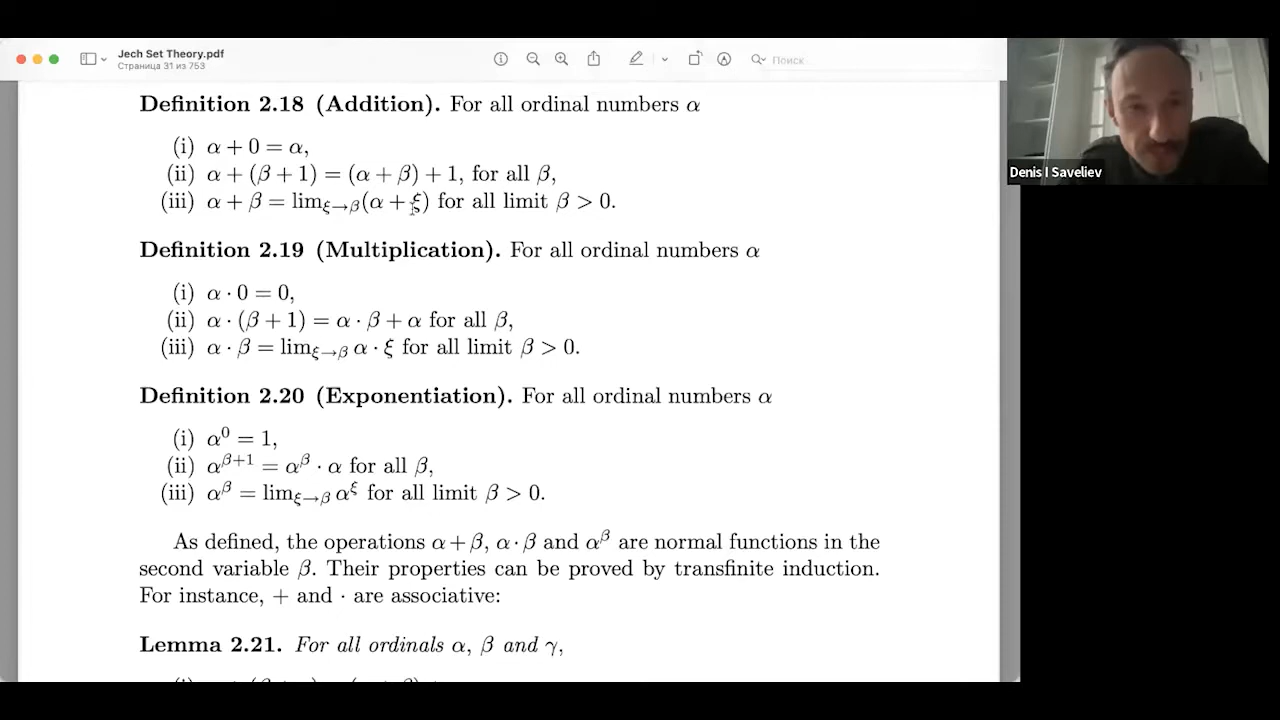 Jech Set Theory.pdf
Страница 31 из 753
Поиск
Denis I Saveliev
Definition 2.18 (Addition). For all ordinal numbers α
(i) α + 0 = α,
(ii) α + (β + 1) = (α + β) + 1, for all β,
(iii) α + β = lim_{ξ→β}(α + ξ) for all limit β > 0.
Definition 2.19 (Multiplication). For all ordinal numbers α
(i) α · 0 = 0,
(ii) α · (β + 1) = α · β + α for all β,
(iii) α · β = lim_{ξ→β} α · ξ for all limit β > 0.
Definition 2.20 (Exponentiation). For all ordinal numbers α
(i) α^0 = 1,
(ii) α^{β+1} = α^β · α for all β,
(iii) α^β = lim_{ξ→β} α^ξ for all limit β > 0.
As defined, the operations α + β, α · β and α^β are normal functions in the
second variable β. Their properties can be proved by transfinite induction.
For instance, + and · are associative:
Lemma 2.21. For all ordinals α, β and γ,